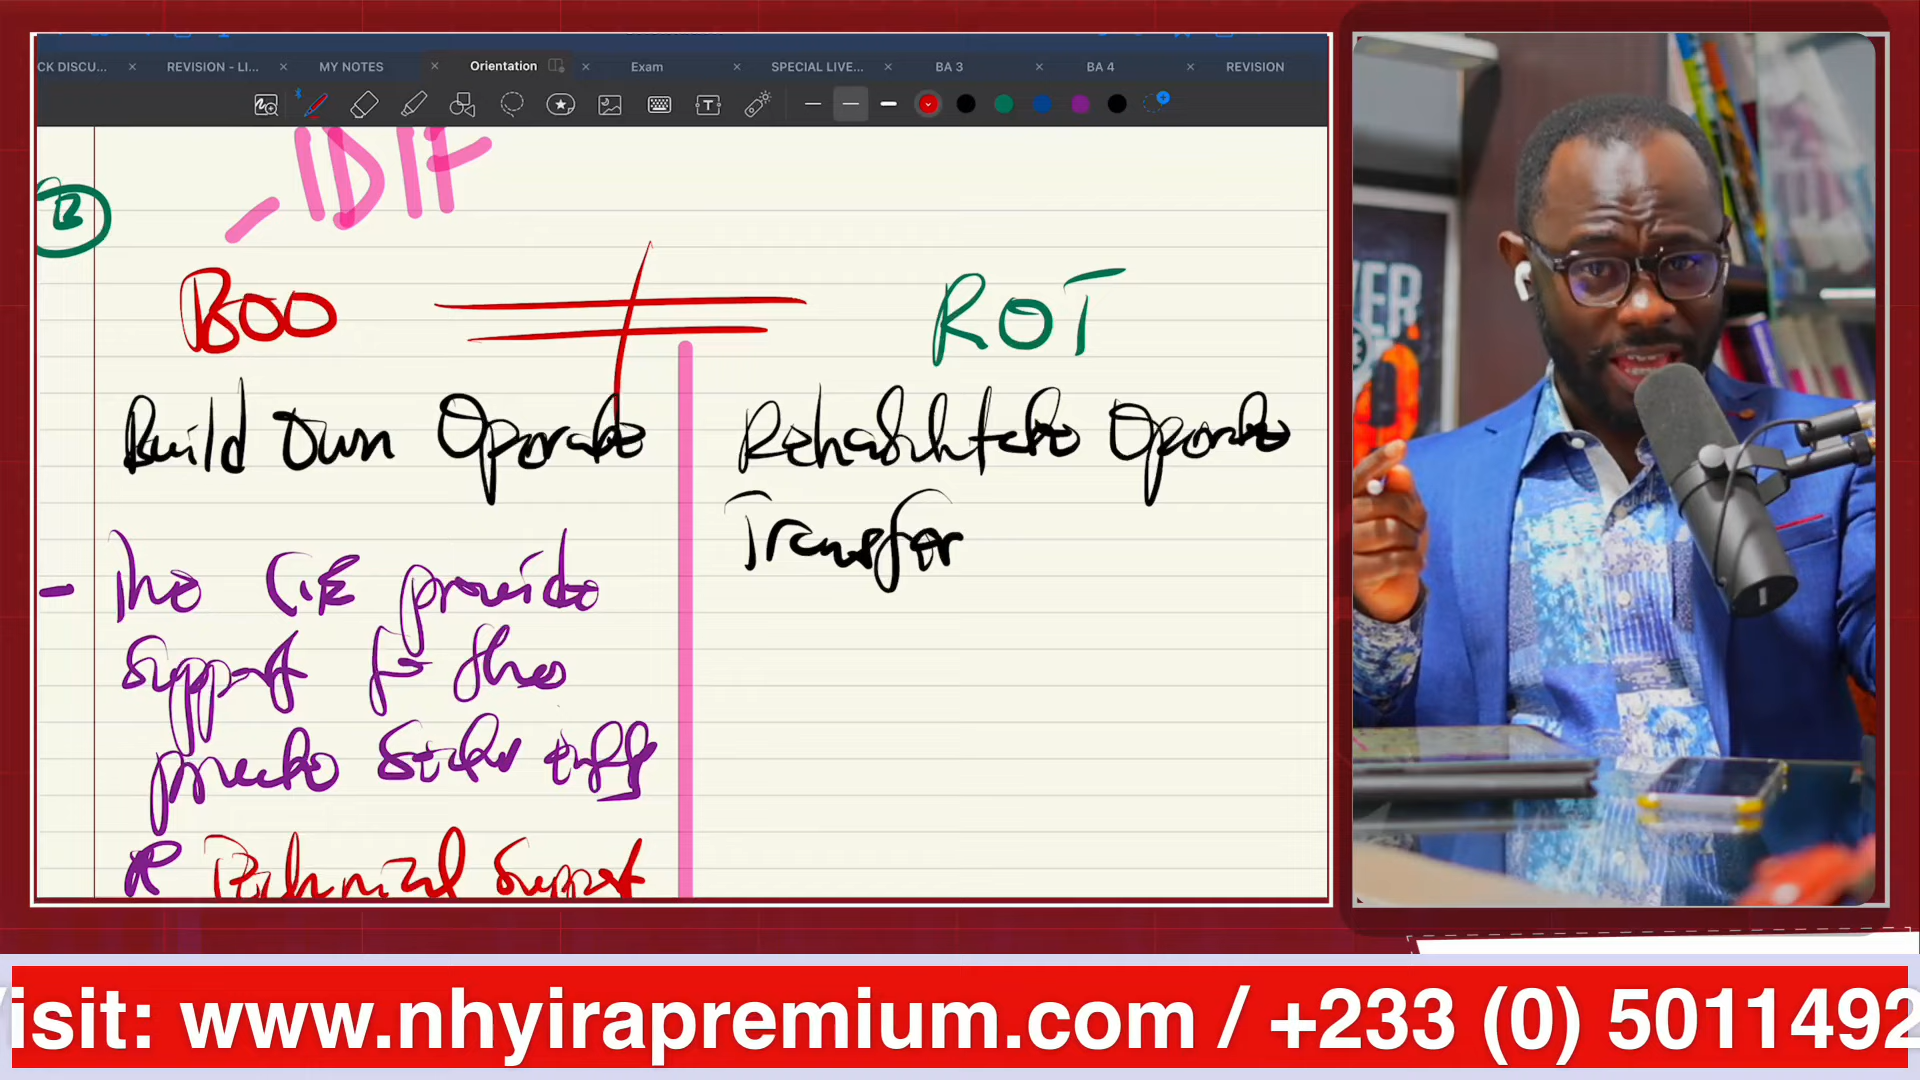 CK DISCU... REVISION - LI... MY NOTES Orientation Exam SPECIAL LIVE... BA 3 BA 4 REVISION
- IDIF
B
BOO ROT
Build Own Operate Rehabilitate Operate
Transfer
- The C.E provide
support to the
private sector
Technical Support
EXER
isit: www.nhyirapremium.com / +233 (0) 5011492